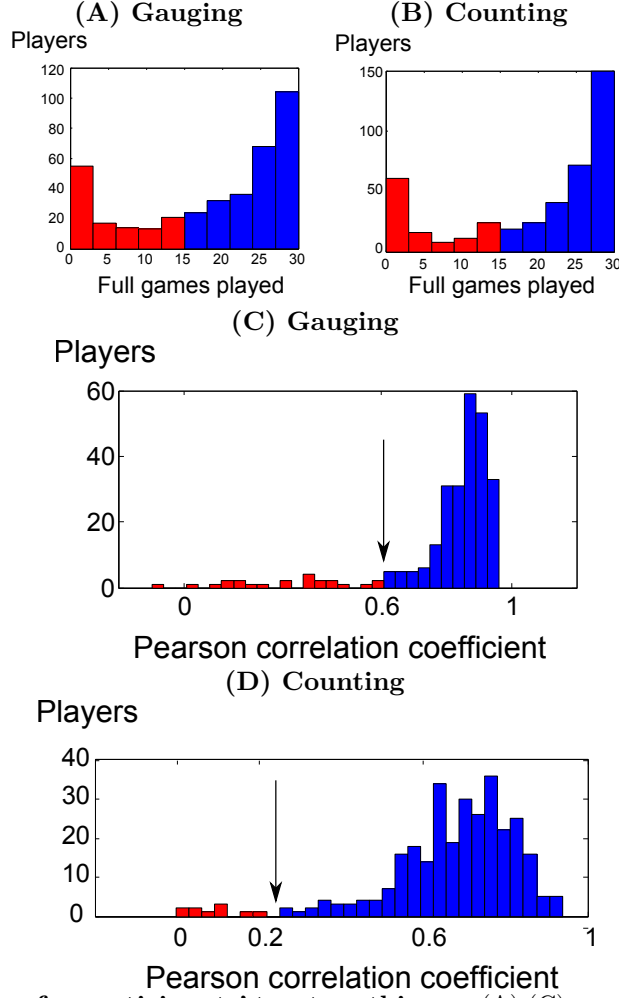 (A) Gauging
(B) Counting
Players
Players
120
100
80
60
40
20
0
0 5 10 15 20 25 30
Full games played
150
100
50
0
0 5 10 15 20 25 30
Full games played
(C) Gauging
Players
60
40
20
0
0 0.6 1
Pearson correlation coefficient
(D) Counting
Players
40
30
20
10
0
0 0.2 0.6 1
Pearson correlation coefficient
(A) (C)